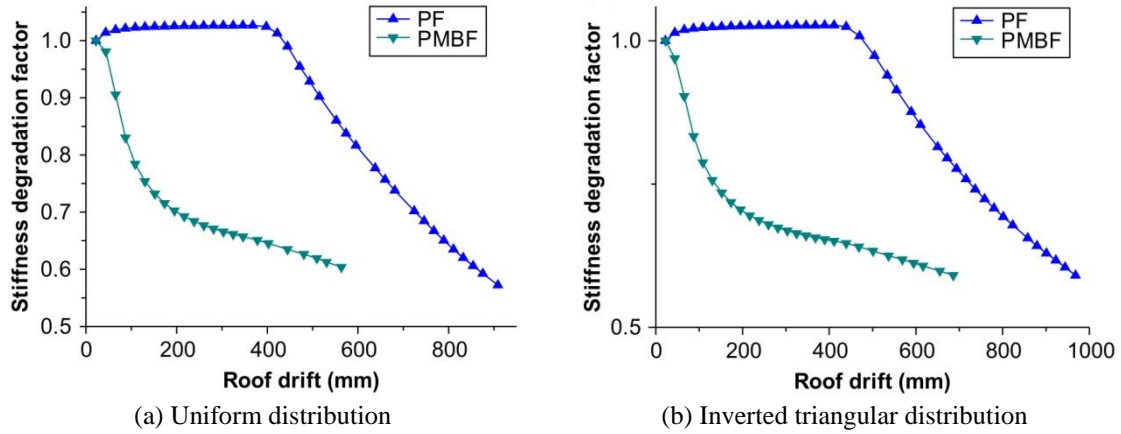 PF
PMBF
1.0
0.9
0.8
0.7
0.6
0.5
Stiffness degradation factor
0
200
400
600
800
Roof drift (mm)
(a) Uniform distribution
PF
PMBF
1.0
0.5
Stiffness degradation factor
0
200
400
600
800
1000
Roof drift (mm)
(b) Inverted triangular distribution